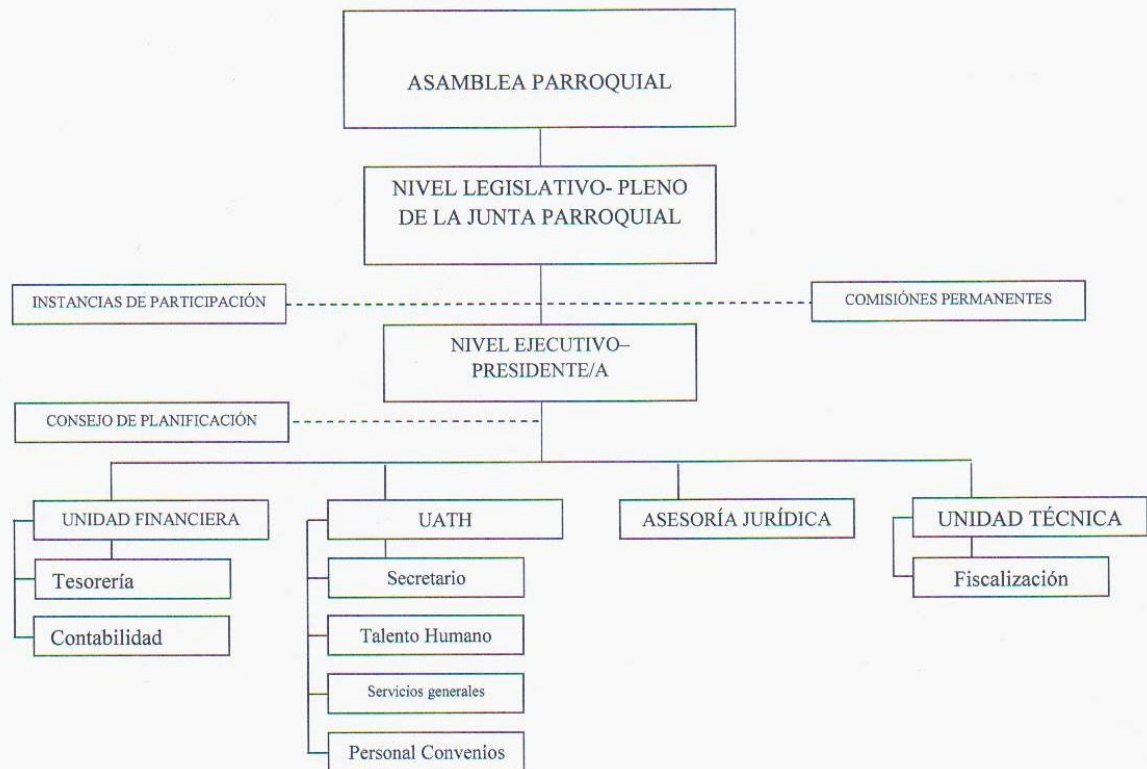 ASAMBLEA PARROQUIAL
NIVEL LEGISLATIVO- PLENO
DE LA JUNTA PARROQUIAL
INSTANCIAS DE PARTICIPACIÓN
COMISIÓNES PERMANENTES
NIVEL EJECUTIVO–
PRESIDENTE/A
CONSEJO DE PLANIFICACIÓN
UNIDAD FINANCIERA
UATH
ASESORÍA JURÍDICA
UNIDAD TÉCNICA
Tesorería
Secretario
Fiscalización
Contabilidad
Talento Humano
Servicios generales
Personal Convenios